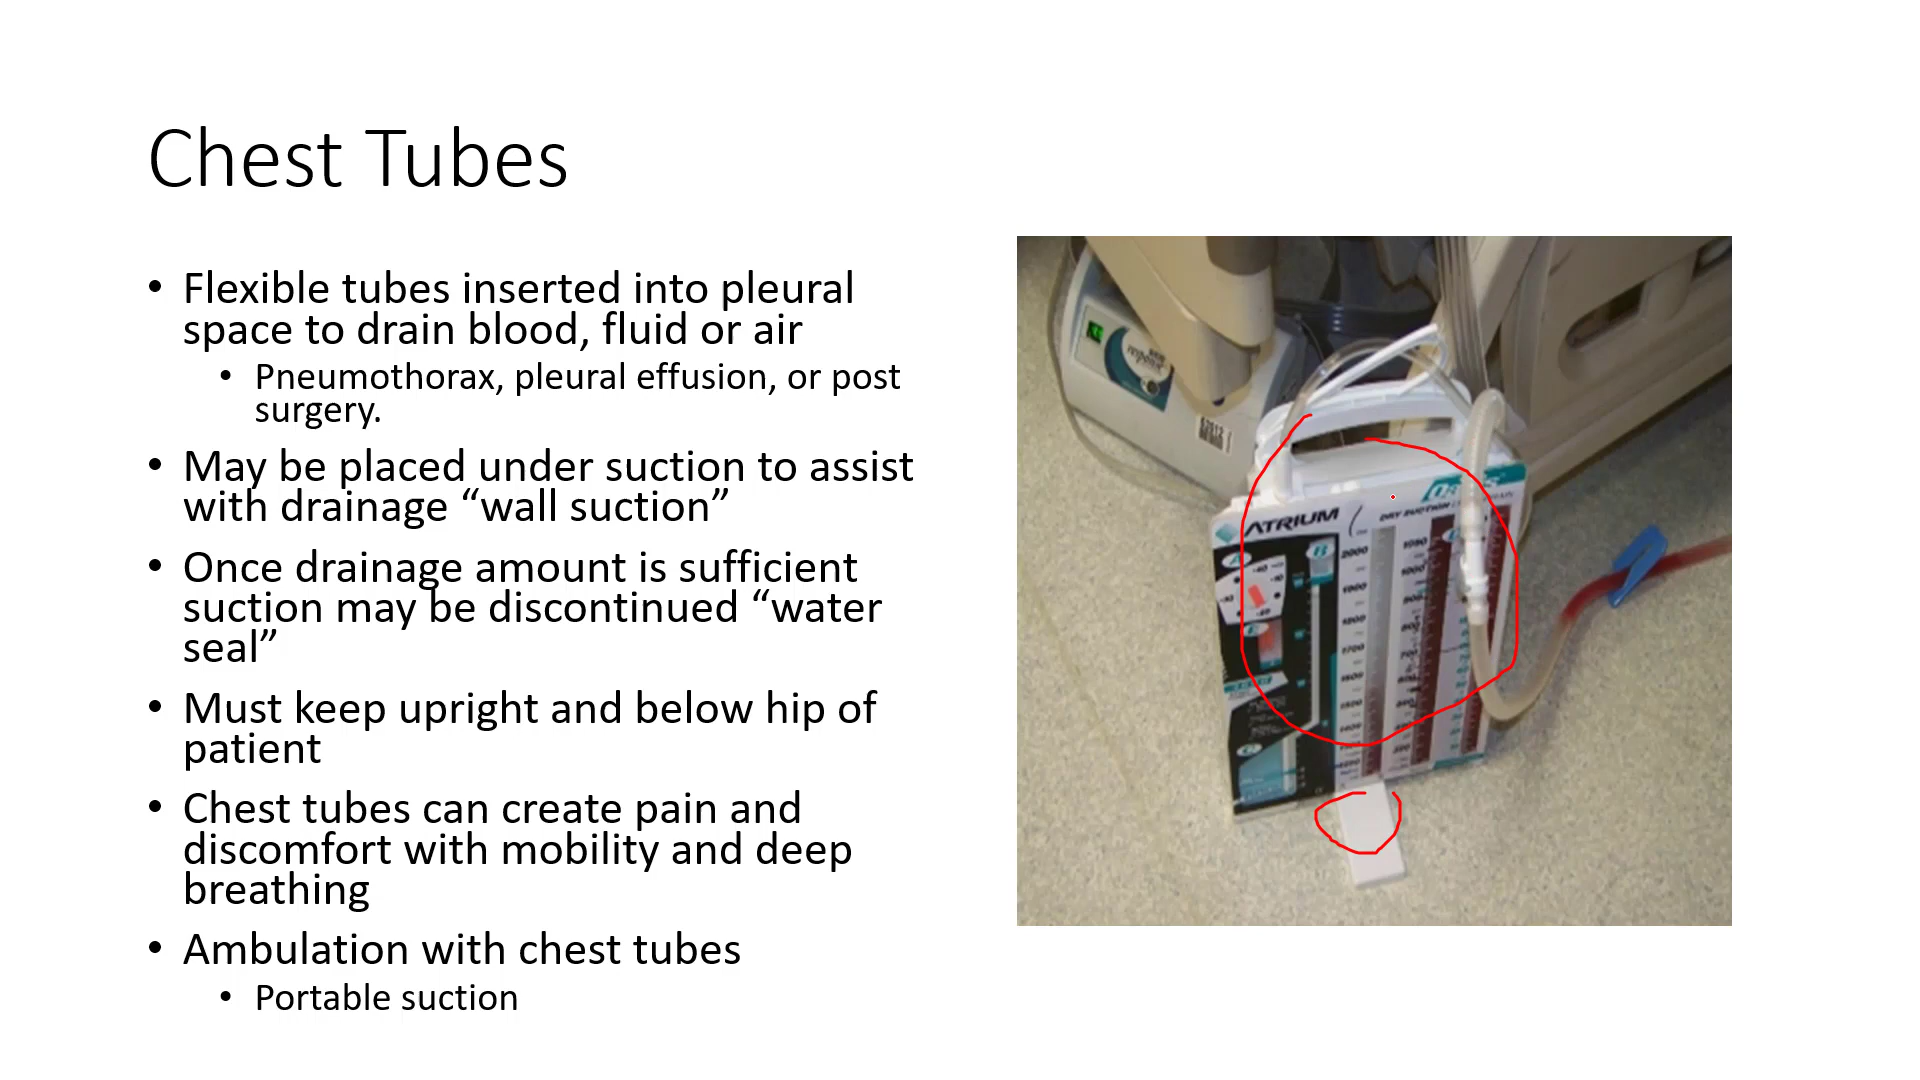 Chest Tubes
• Flexible tubes inserted into pleural
space to drain blood, fluid or air
• Pneumothorax, pleural effusion, or post
surgery.
• May be placed under suction to assist
with drainage “wall suction”
• Once drainage amount is sufficient
suction may be discontinued “water
seal”
• Must keep upright and below hip of
patient
• Chest tubes can create pain and
discomfort with mobility and deep
breathing
• Ambulation with chest tubes
• Portable suction
ATRIUM
DRY SUCTION
A
B
2000